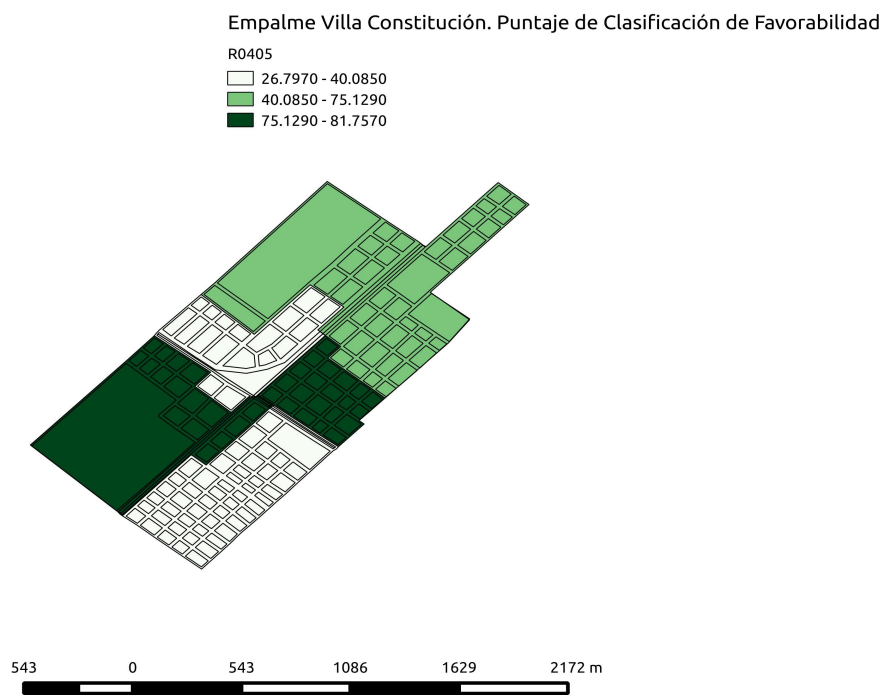 Empalme Villa Constitución. Puntaje de Clasificación de Favorabilidad
R0405
26.7970 - 40.0850
40.0850 - 75.1290
75.1290 - 81.7570
543 0 543 1086 1629 2172 m